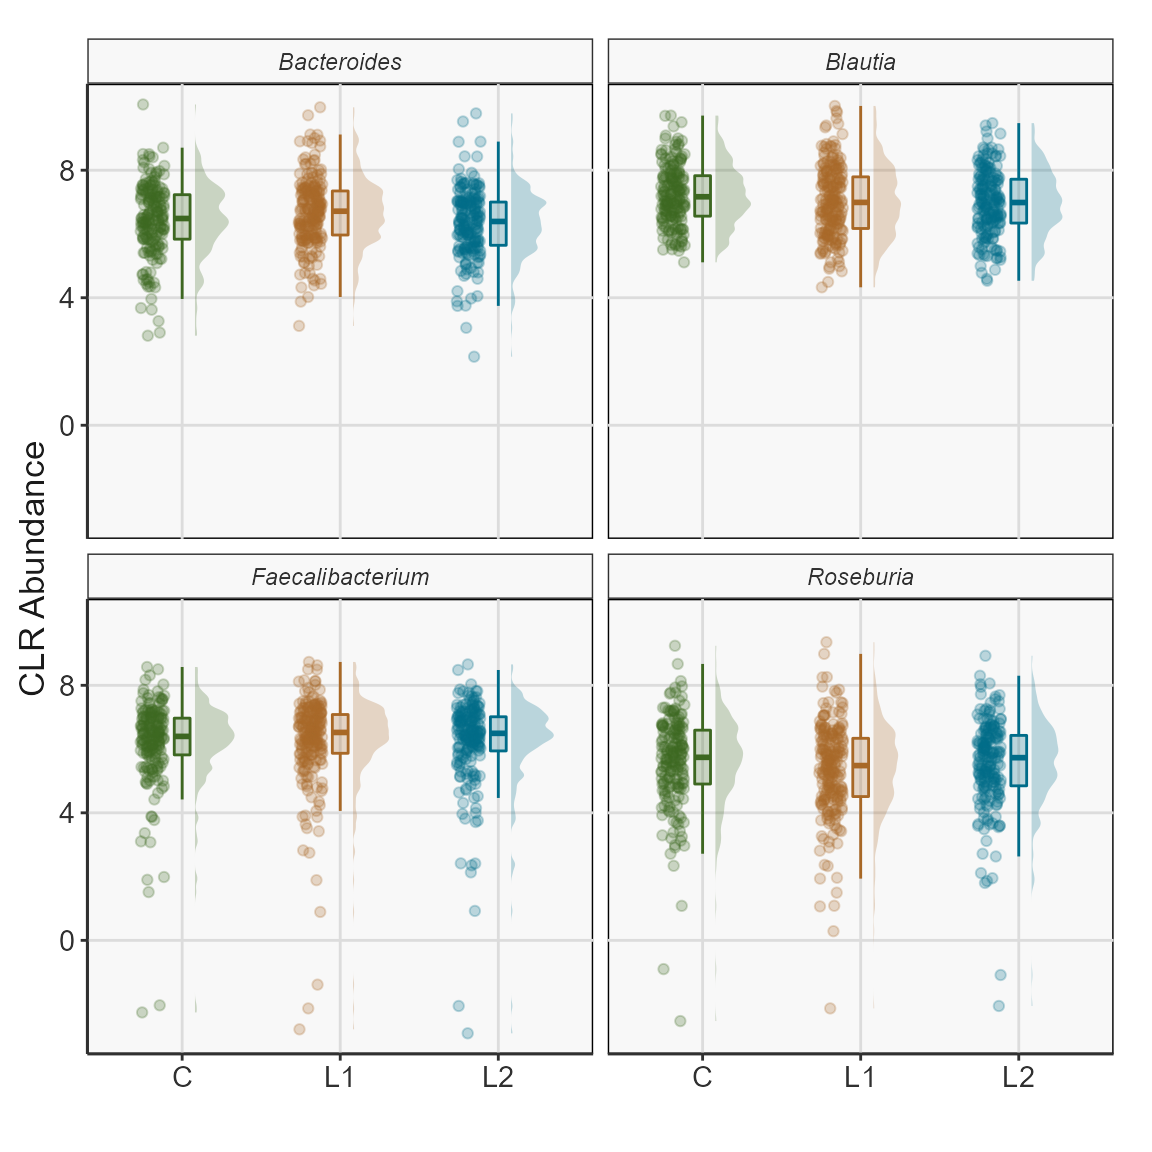 Bacteroides
Blautia
8
4
0
CLR Abundance
Faecalibacterium
Roseburia
8
4
0
C
L1
L2
C
L1
L2